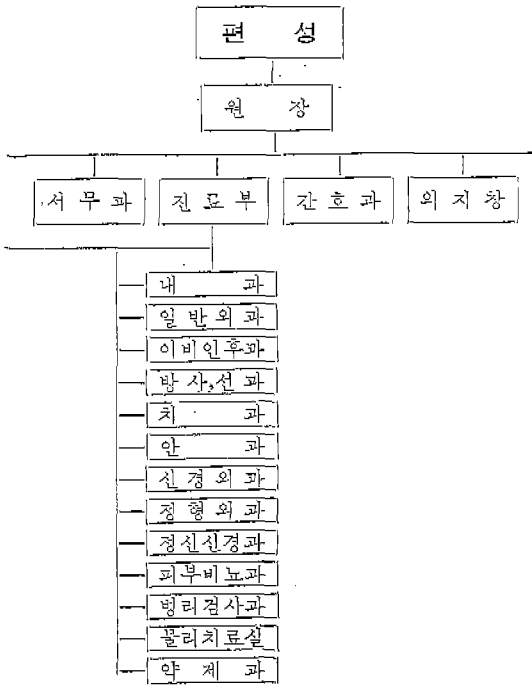 편 성
원 장
서무과 진료부 간호과 의지창
내 과
일반외과
이비인후과
방사,선과
치 과
안 과
신경외과
정형외과
정신신경과
피부비뇨과
병리검사과
물리치료실
약제과